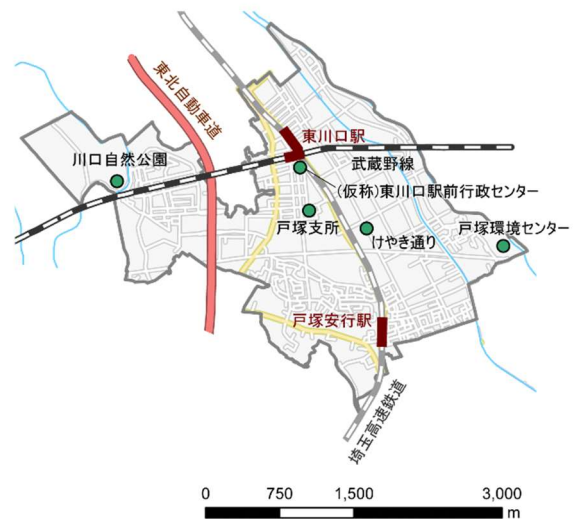 東北自動車道
東川口駅
川口自然公園
武蔵野線
(仮称)東川口駅前行政センター
戸塚支所
けやき通り
戸塚環境センター
戸塚安行駅
埼玉高速鉄道
0 750 1,500 3,000
m